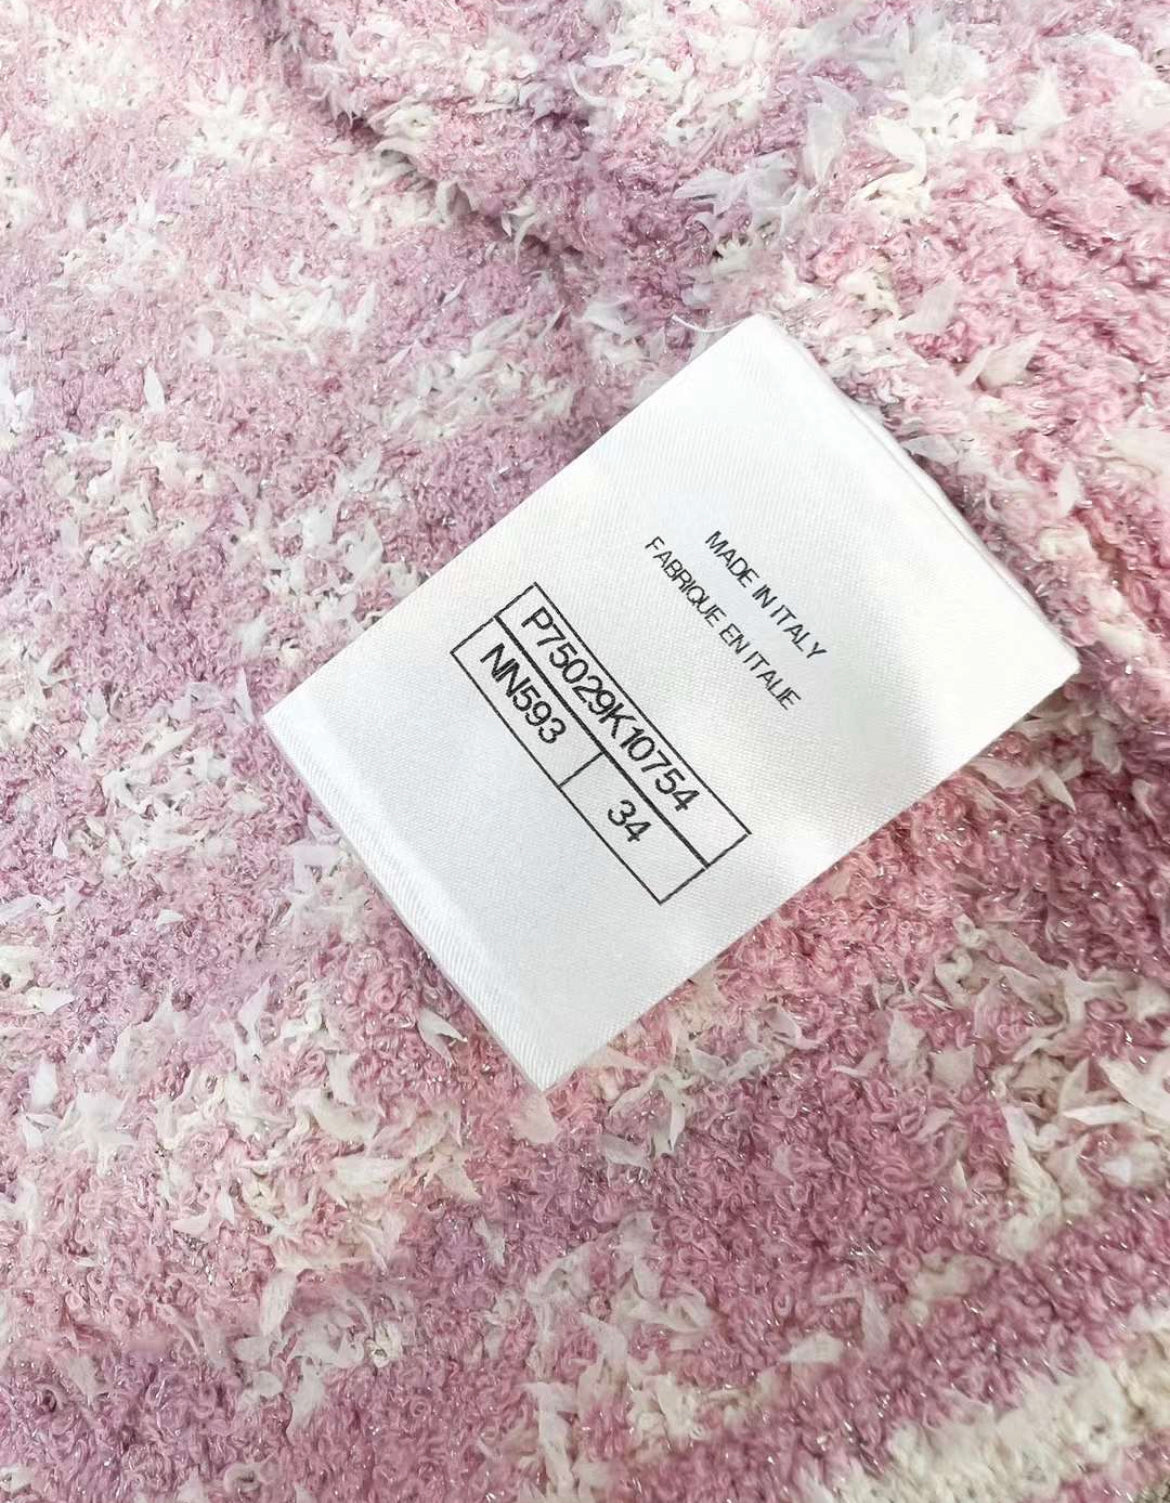 MADE IN ITALY
FABRIQUE EN ITALIE
P75029K10754
NN593 34